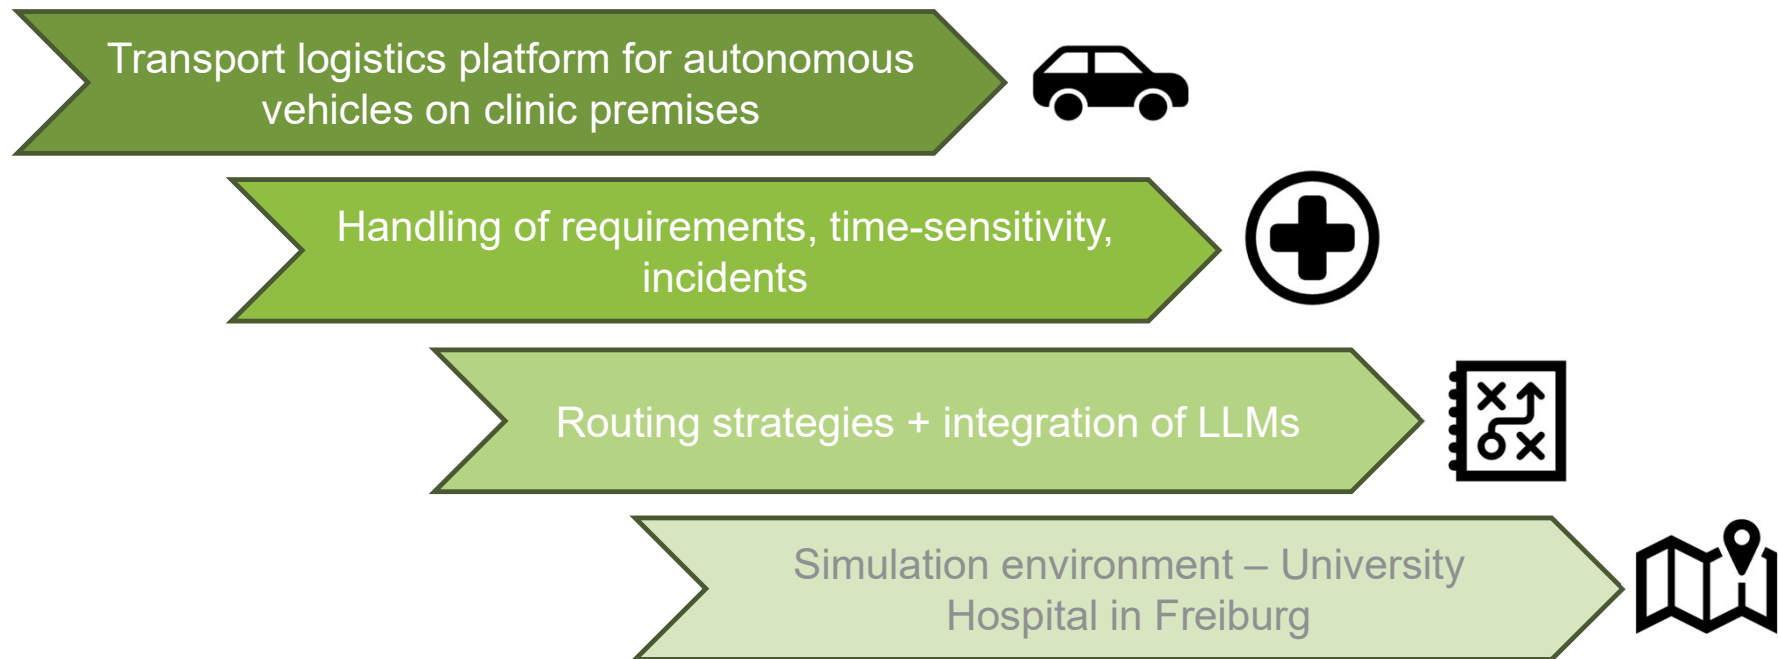 Transport logistics platform for autonomous
vehicles on clinic premises
Handling of requirements, time-sensitivity,
incidents
Routing strategies + integration of LLMs
Simulation environment – University
Hospital in Freiburg